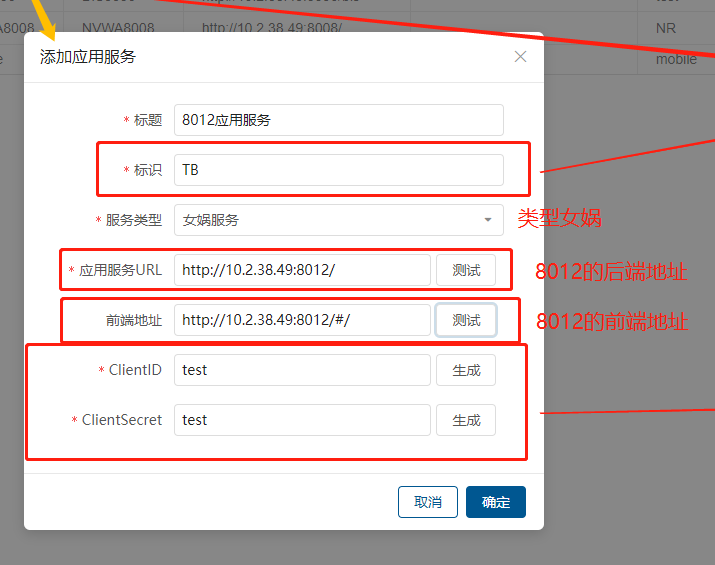 NVWA8008
http://10.2.38.49:8008/
NR
mobile
添加应用服务
* 标题 8012应用服务
* 标识 TB
* 服务类型 女娲服务 类型女娲
* 应用服务URL http://10.2.38.49:8012/ 测试 8012的后端地址
前端地址 http://10.2.38.49:8012/#/ 测试 8012的前端地址
* ClientID test 生成
* ClientSecret test 生成
取消 确定